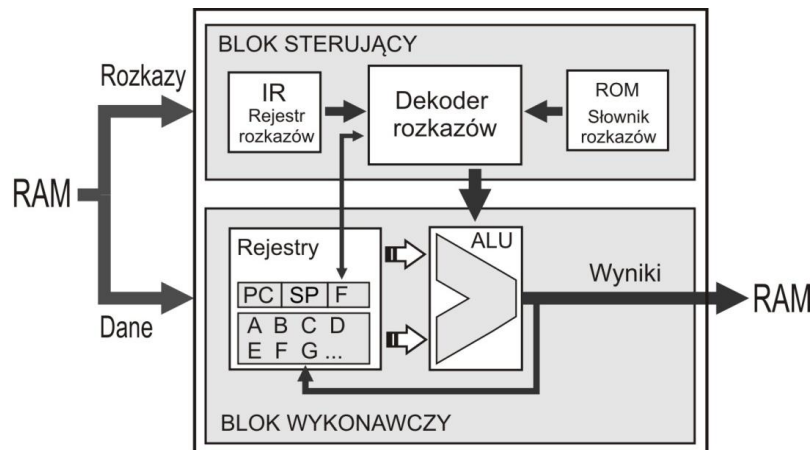 BLOK STERUJĄCY
Rozkazy
IR
Rejestr
rozkazów
Dekoder
rozkazów
ROM
Słownik
rozkazów
RAM
Rejestry
ALU
PC SP F
A B C D
E F G ...
Wyniki
RAM
Dane
BLOK WYKONAWCZY